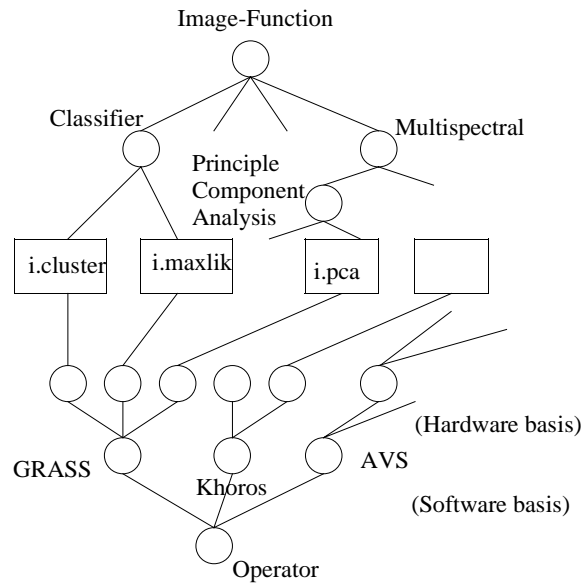 Image-Function
Classifier
Multispectral
Principle
Component
Analysis
i.cluster
i.maxlik
i.pca
(Hardware basis)
GRASS
Khoros
AVS
(Software basis)
Operator